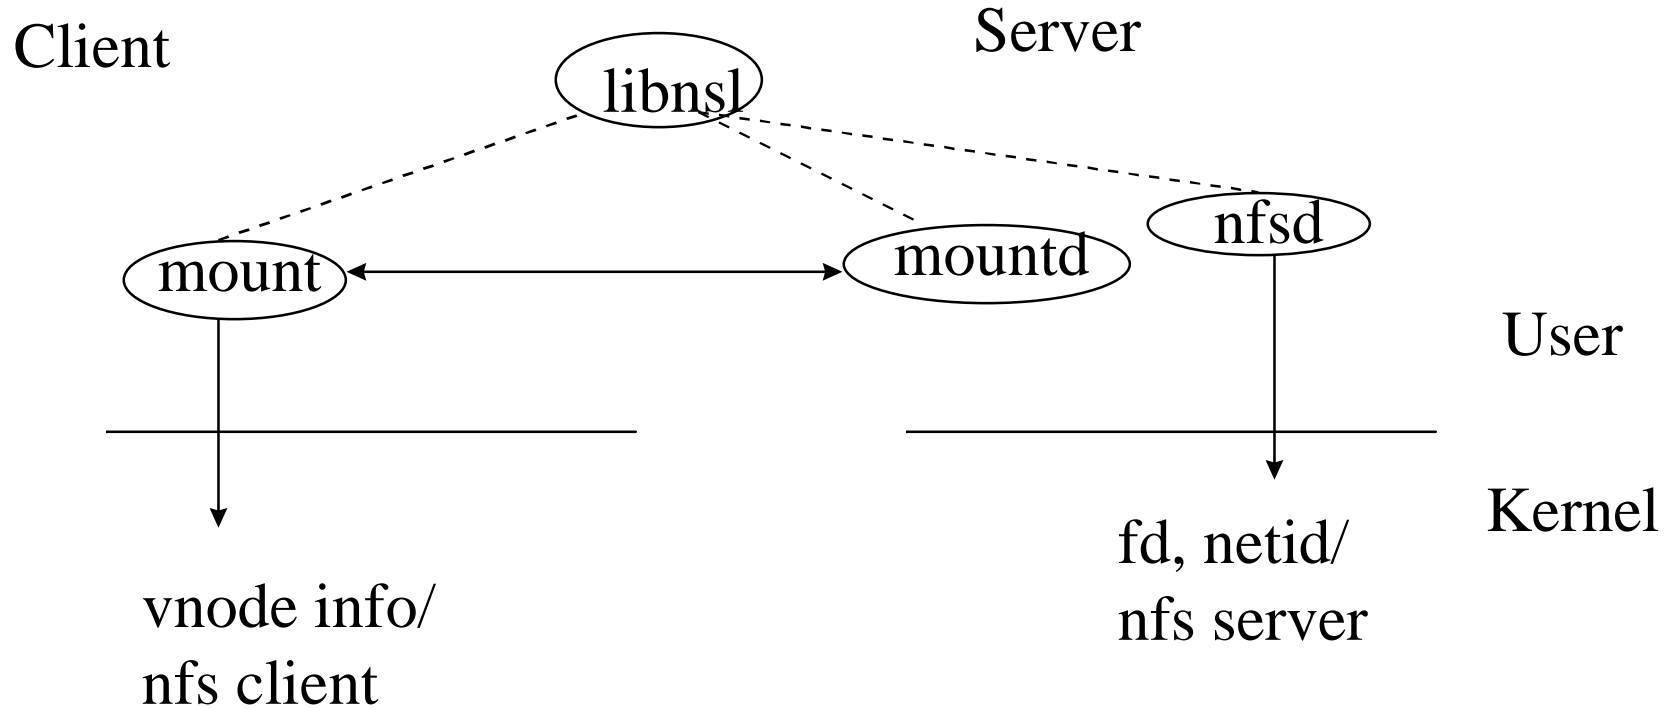 Client
Server
libnsl
mount
mountd
nfsd
User
Kernel
vnode info/
nfs client
fd, netid/
nfs server